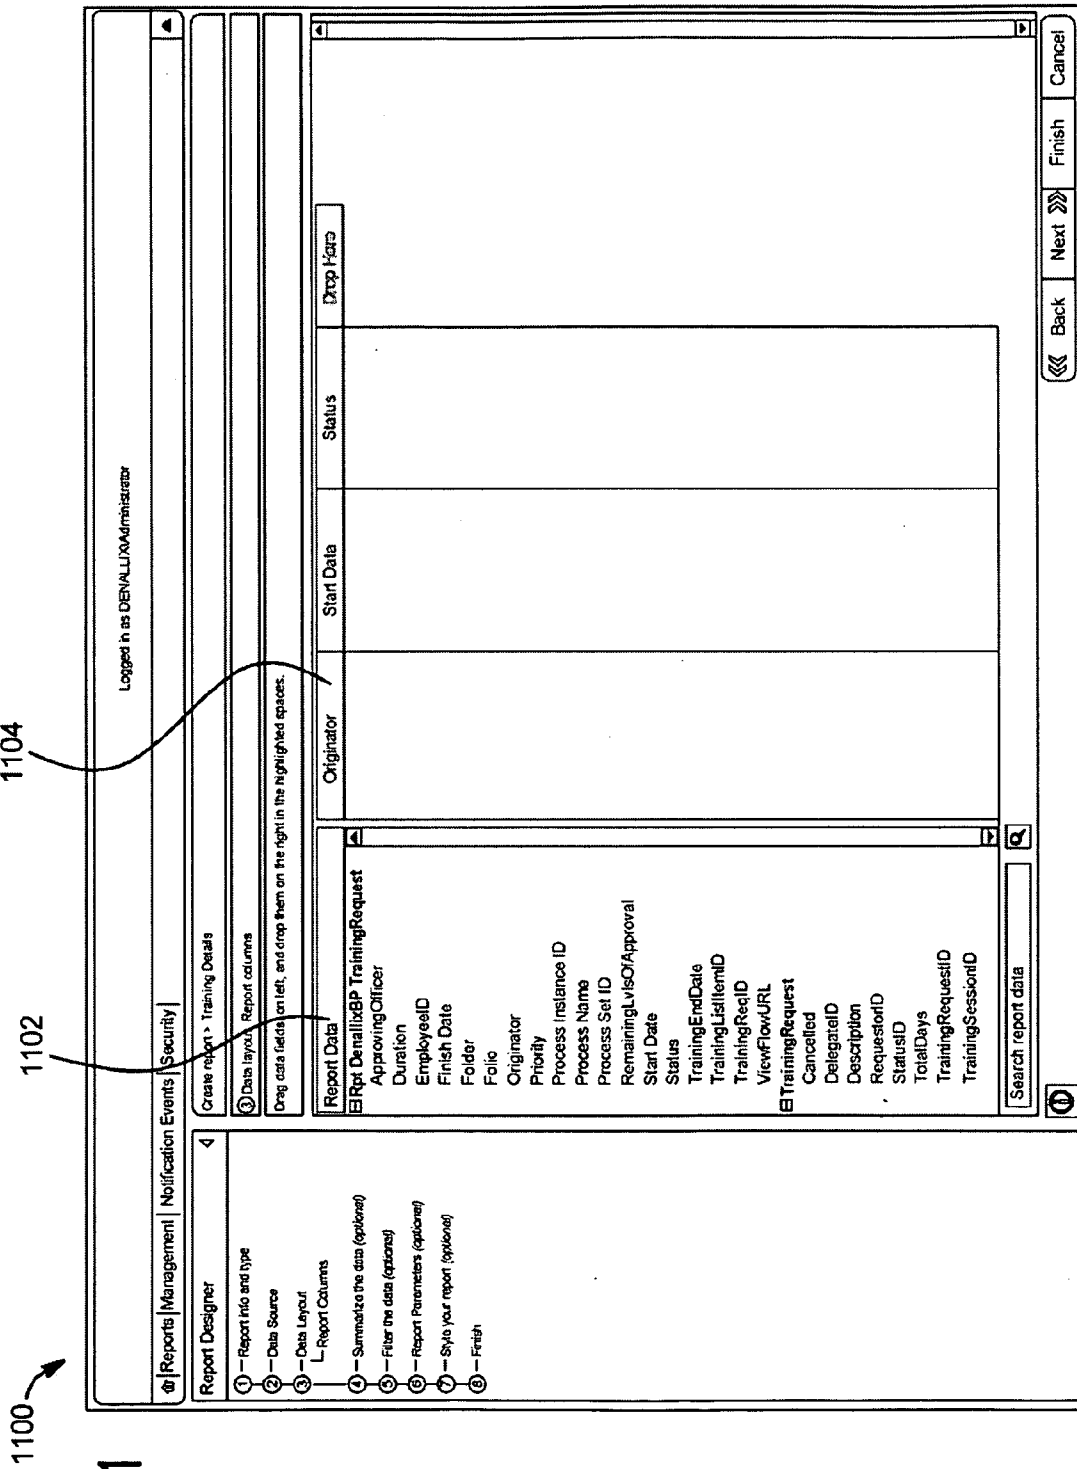 1100
1102
1104
Logged in as DENALLIX\Administrator
Reports | Management | Notification Events | Security |
Report Designer
1 Report info and type
2 Data Source
3 Data Layout
Report Columns
4 Summarize the data (optional)
5 Filter the data (optional)
6 Report Parameters (optional)
7 Style your report (optional)
8 Finish
Create report > Training Details
3 Data layout: Report columns
Drag data fields on left, and drop them on the right in the highlighted spaces.
Report Data
Originator
Start Data
Status
Drop Here
Rpt DenallixBP TrainingRequest
ApprovingOfficer
Duration
EmployeeID
Finish Date
Folder
Folio
Originator
Priority
Process Instance ID
Process Name
Process Set ID
RemainingLvlsOfApproval
Start Date
Status
TrainingEndDate
TrainingListItemID
TrainingReqID
ViewFlowURL
TrainingRequest
Cancelled
DelegateID
Description
RequestorID
StatusID
TotalDays
TrainingRequestID
TrainingSessionID
Search report data
Back
Next
Finish
Cancel